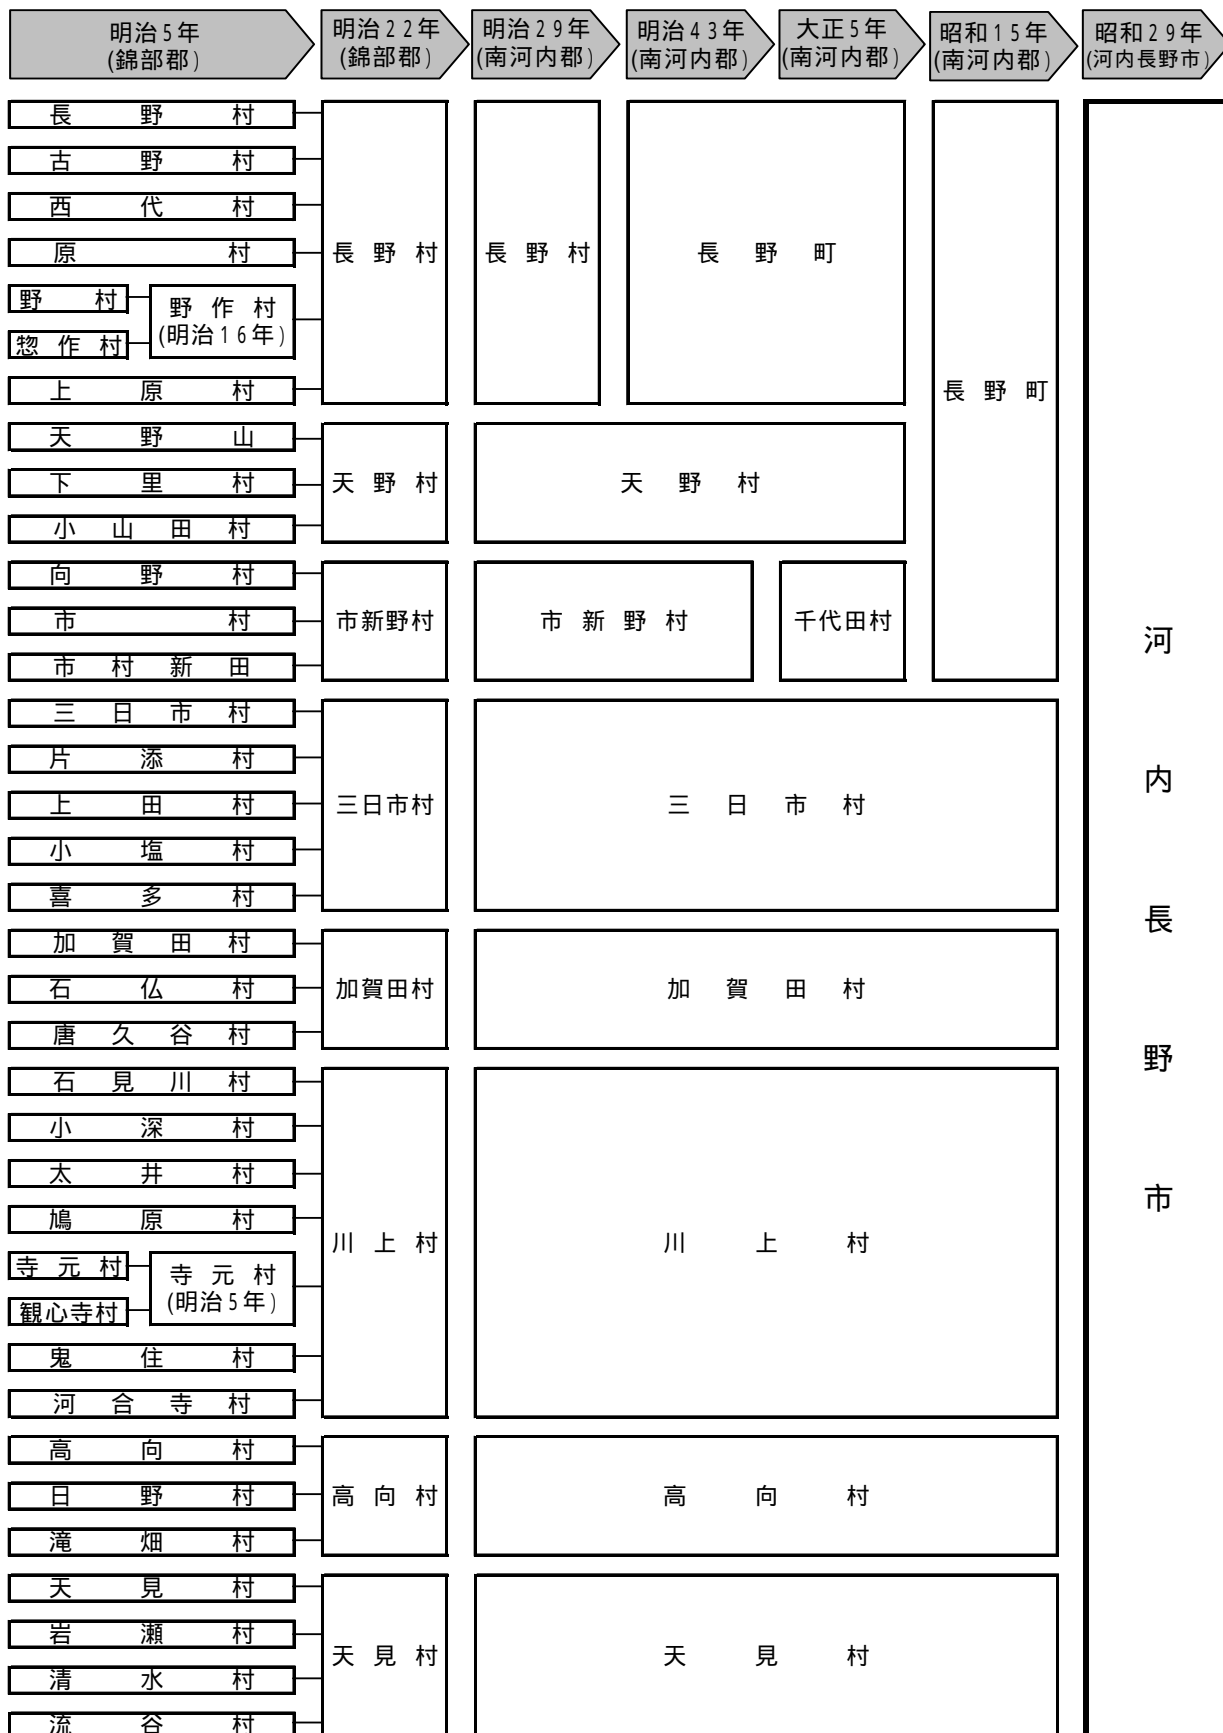 明治5年
(錦部郡)
明治22年
(錦部郡)
明治29年
(南河内郡)
明治43年
(南河内郡)
大正5年
(南河内郡)
昭和15年
(南河内郡)
昭和29年
(河内長野市)
長野村
古野村
西代村
原村
野村
惣作村
野作村
(明治16年)
上原村
長野村
長野村
長野町
天野山
下里村
小山田村
天野村
天野村
向野村
市村
市村新田
市新野村
市新野村
千代田村
長野町
三日市村
片添村
上田村
小塩村
喜多村
三日市村
三日市村
加賀田村
石仏村
唐久谷村
加賀田村
加賀田村
石見川村
小深村
太井村
鳩原村
寺元村
観心寺村
寺元村
(明治5年)
鬼住村
河合寺村
川上村
川上村
高向村
日野村
滝畑村
高向村
高向村
天見村
岩瀬村
清水村
流谷村
天見村
天見村
河内長野市